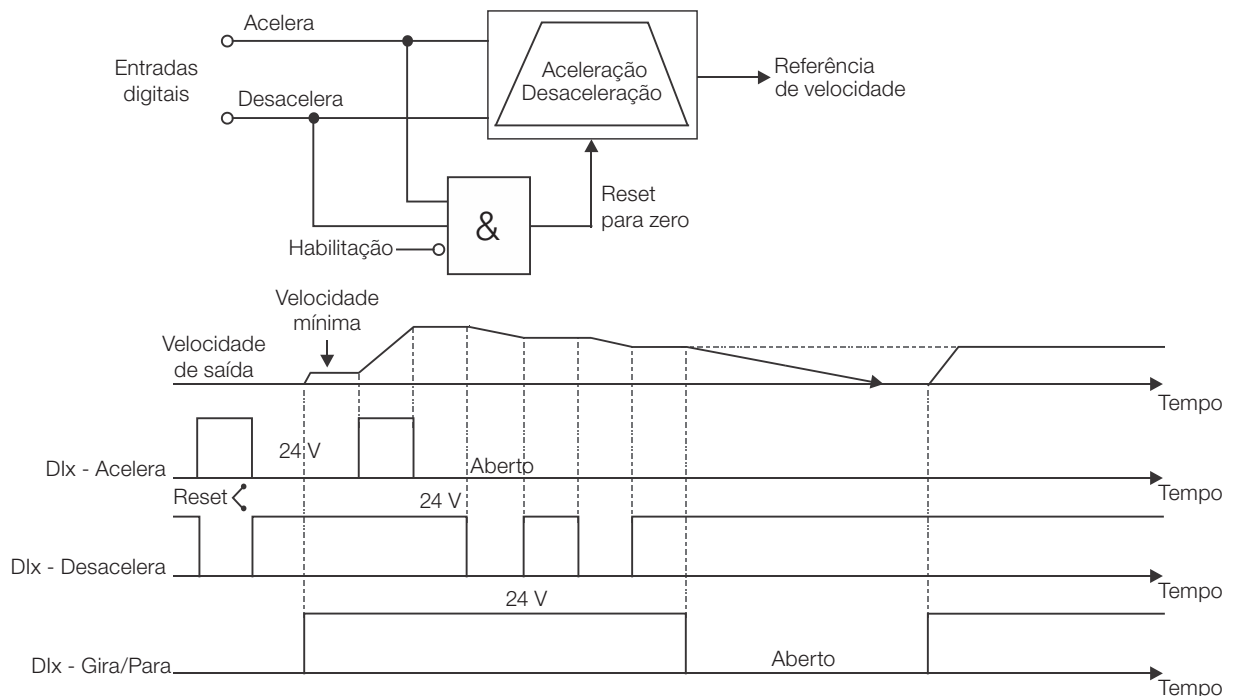 Acelera
Entradas
digitais
Desacelera
Aceleração
Desaceleração
Referência
de velocidade
&
Reset
para zero
Habilitação
Velocidade
mínima
Velocidade
de saída
Tempo
24 V
DIx - Acelera
Aberto
Tempo
Reset
24 V
DIx - Desacelera
Tempo
24 V
DIx - Gira/Para
Aberto
Tempo